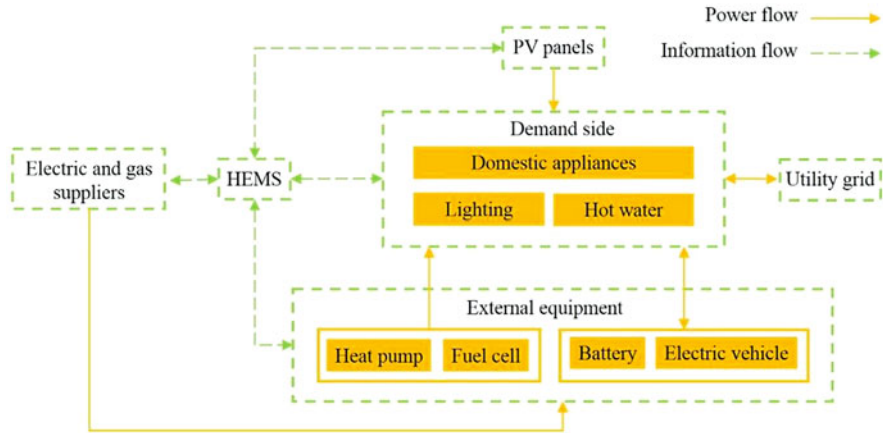 Power flow
Information flow
PV panels
Demand side
Domestic appliances
Lighting
Hot water
Electric and gas
suppliers
HEMS
Utility grid
External equipment
Heat pump
Fuel cell
Battery
Electric vehicle